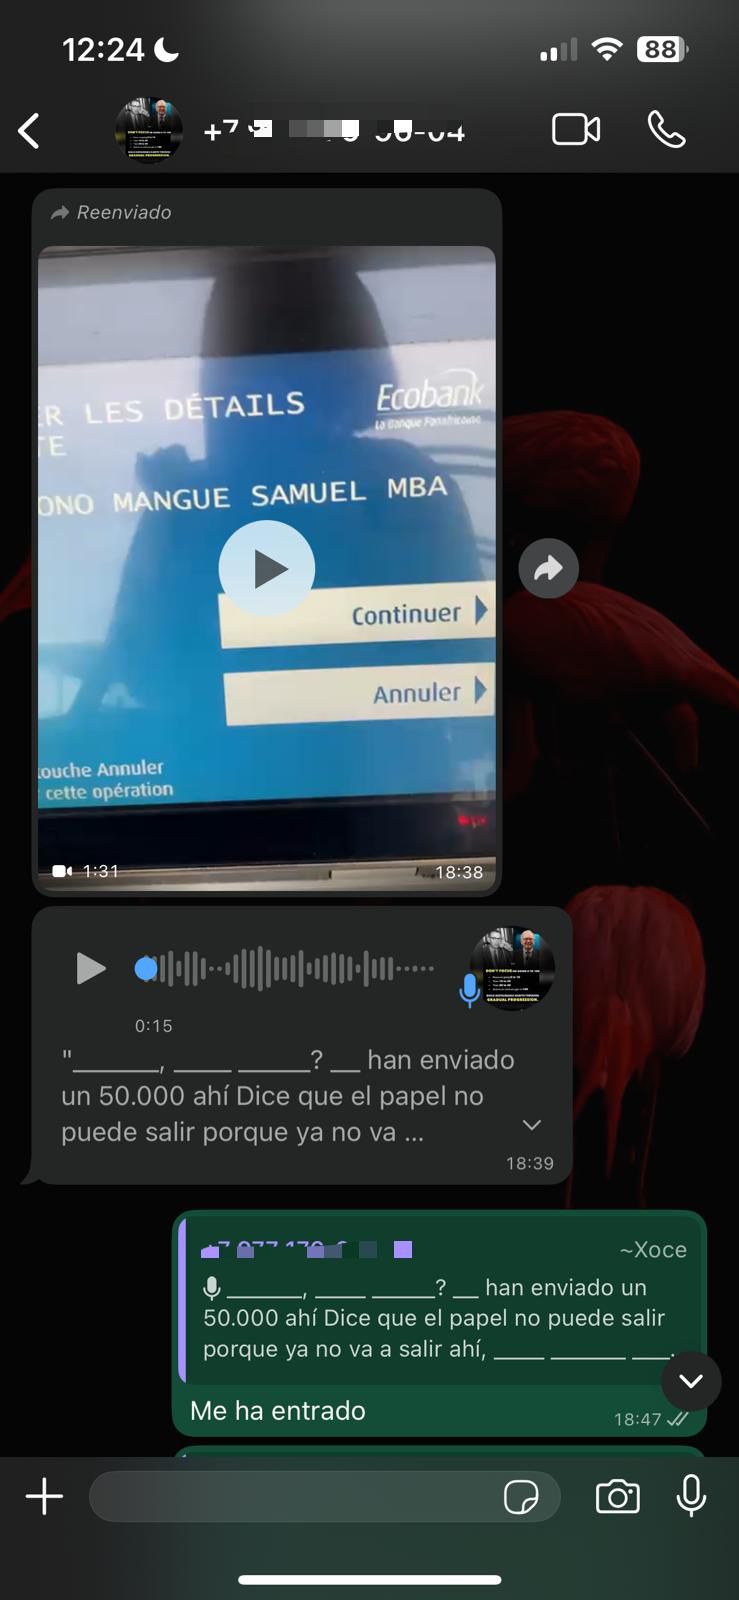 12:24
88
+7
Reenviado
ER LES DÉTAILS
TE
Ecobank
La Banque Panafricaine
ONO MANGUE SAMUEL MBA
Continuer
Annuler
touche Annuler
cette opération
1:31
18:38
DON'T FOCUS
GRADUAL PROGRESSION.
0:15
"______, ____ _____? __ han enviado
un 50.000 ahí Dice que el papel no
puede salir porque ya no va ...
18:39
~Xoce
______, ____ _____? __ han enviado un
50.000 ahí Dice que el papel no puede salir
porque ya no va a salir ahí, ____ ______ ___.
Me ha entrado
18:47